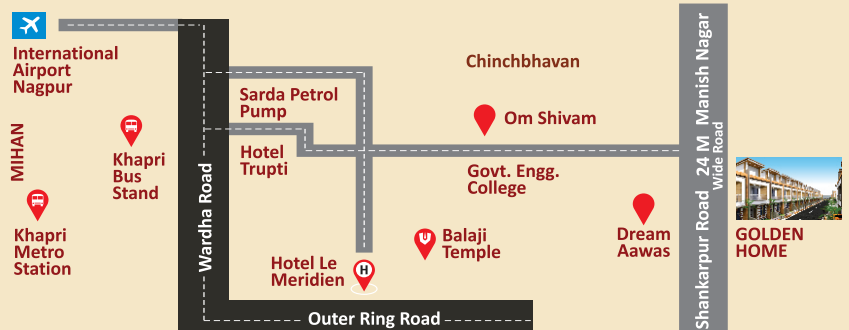 International
Airport
Nagpur
MIHAN
Khapri
Bus
Stand
Khapri
Metro
Station
Wardha Road
Sarda Petrol
Pump
Hotel
Trupti
Hotel Le
Meridien
H
Outer Ring Road
Chinchbhavan
Om Shivam
Govt. Engg.
College
Balaji
Temple
Dream
Aawas
Shankarpur Road 24 M Manish Nagar
Wide Road
GOLDEN
HOME